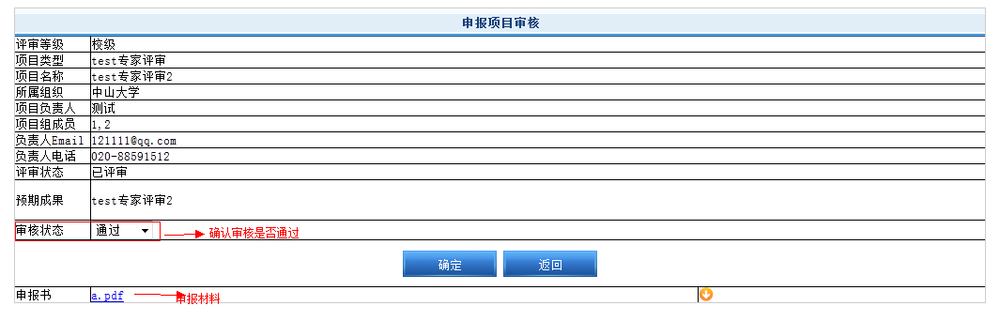 申报项目审核
评审等级 校级
项目类型 test专家评审
项目名称 test专家评审2
所属组织 中山大学
项目负责人 测试
项目组成员 1,2
负责人Email 121111@qq.com
负责人电话 020-88591512
评审状态 已评审
预期成果 test专家评审2
审核状态 通过 确认审核是否通过
确定 返回
申报书 a.pdf 申报材料